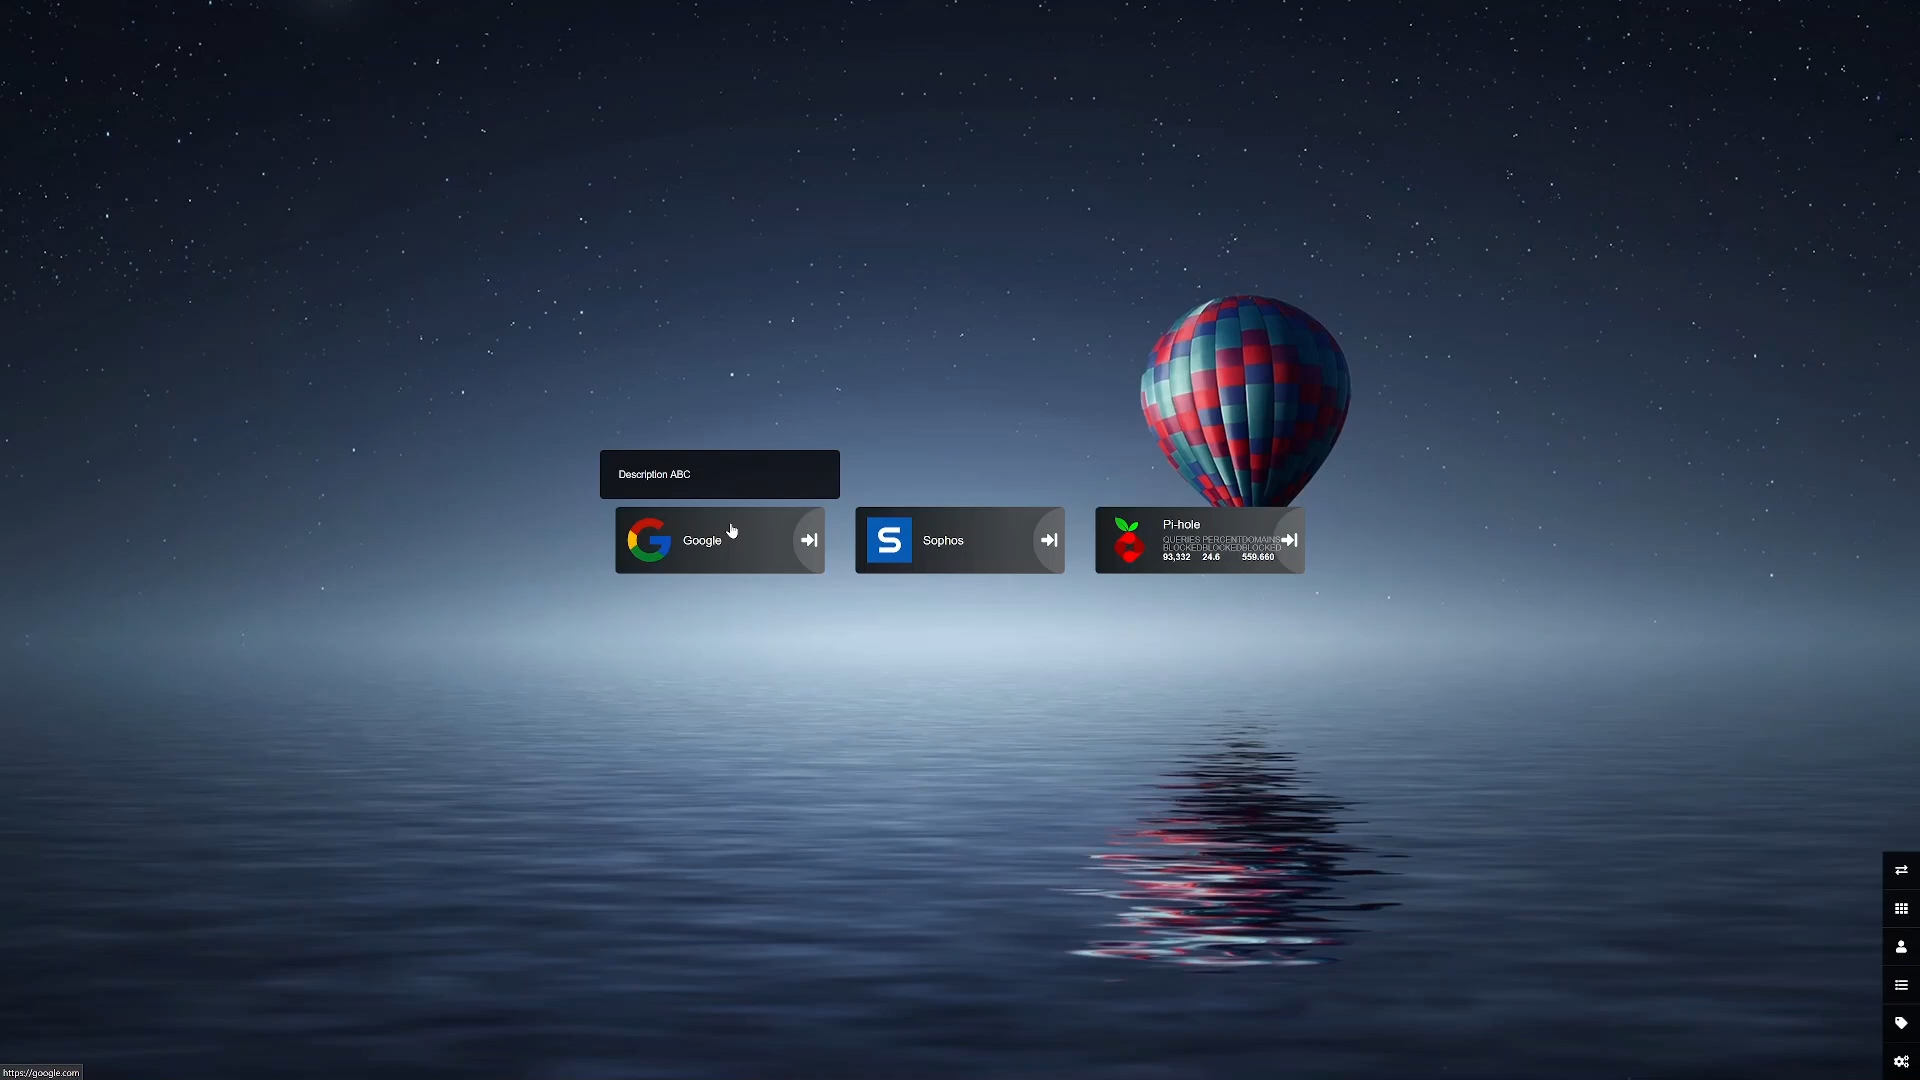 Description ABC
Google
Sophos
Pi-hole
QUERIES PERCENT DOMAINS
BLOCKED BLOCKED BLOCKED
93,332 24.6 559.660
https://google.com